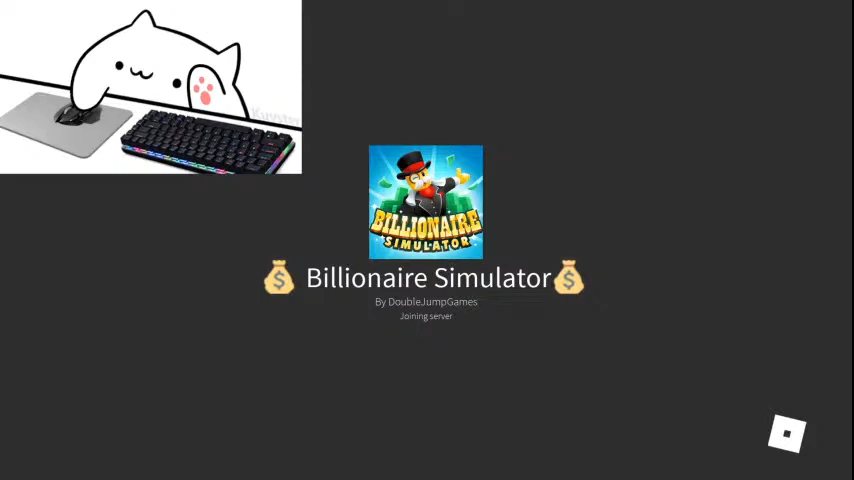 BILLIONAIRE
SIMULATOR
💰 Billionaire Simulator💰
By DoubleJumpGames
Joining server